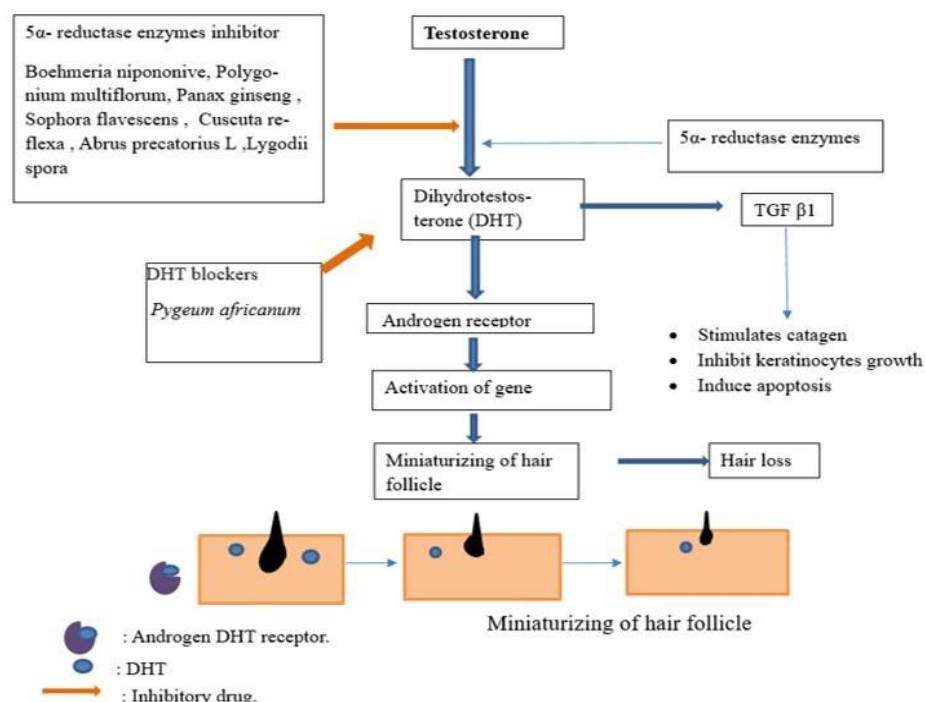 5α- reductase enzymes inhibitor
Boehmeria nipononive, Polygo-
nium multiflorum, Panax ginseng ,
Sophora flavescens , Cuscuta re-
flexa , Abrus precatorius L ,Lygodii
spora
Testosterone
5α- reductase enzymes
Dihydrotestos-
terone (DHT)
TGF β1
DHT blockers
Pygeum africanum
Androgen receptor
Stimulates catagen
Inhibit keratinocytes growth
Induce apoptosis
Activation of gene
Miniaturizing of hair
follicle
Hair loss
Miniaturizing of hair follicle
: Androgen DHT receptor.
: DHT
: Inhibitory drug.